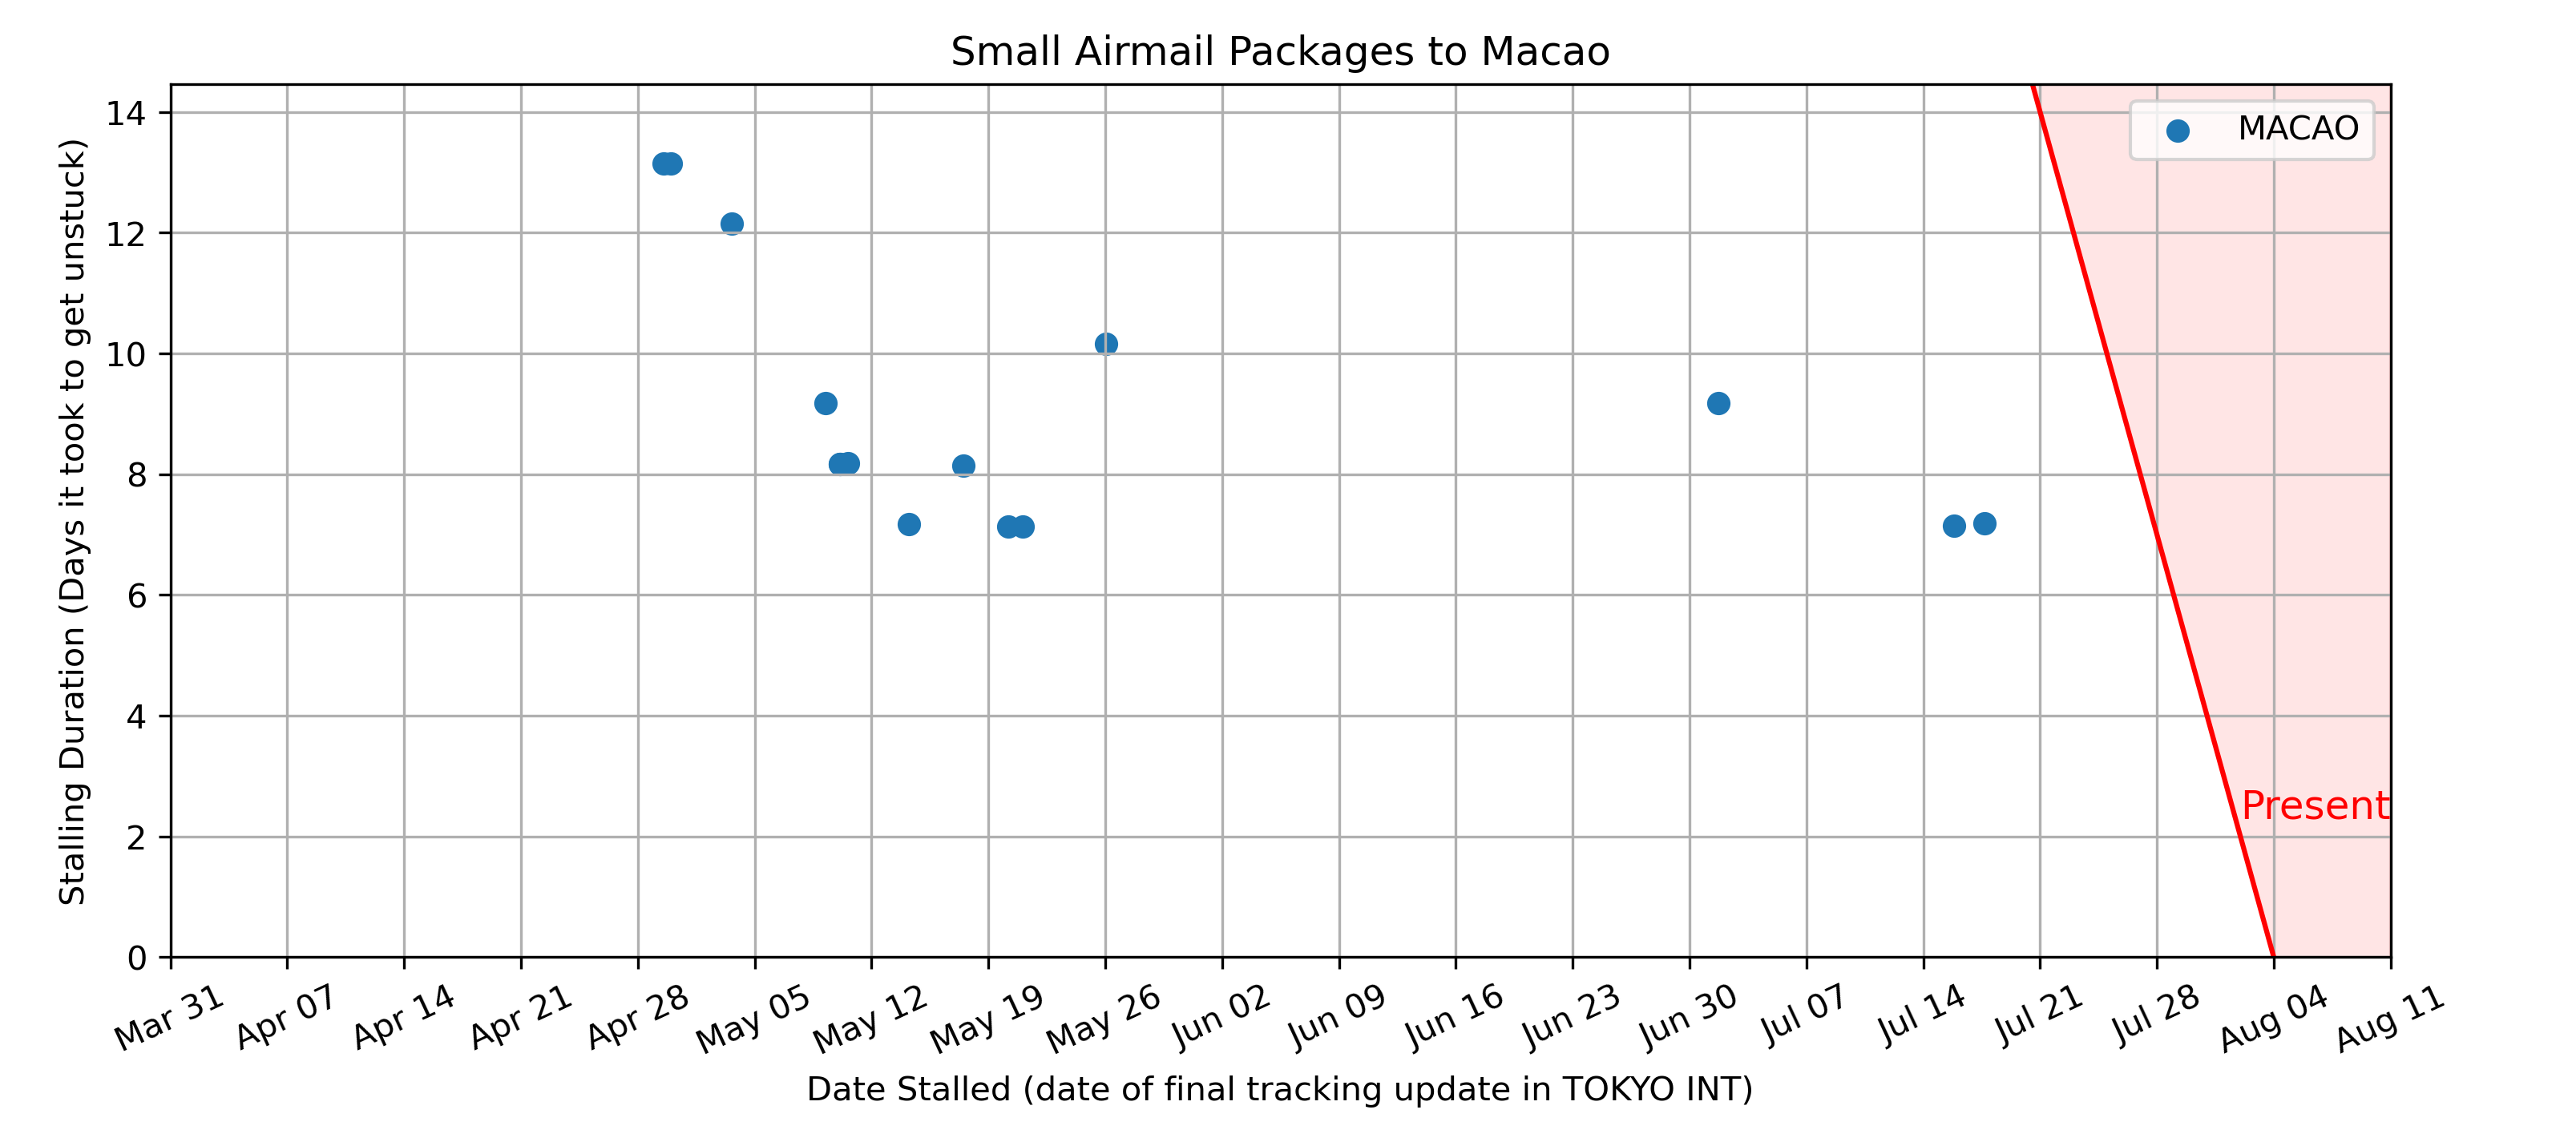 Small Airmail Packages to Macao
MACAO
Stalling Duration (Days it took to get unstuck)
14
12
10
8
6
4
2
0
Present
Mar 31
Apr 07
Apr 14
Apr 21
Apr 28
May 05
May 12
May 19
May 26
Jun 02
Jun 09
Jun 16
Jun 23
Jun 30
Jul 07
Jul 14
Jul 21
Jul 28
Aug 04
Aug 11
Date Stalled (date of final tracking update in TOKYO INT)